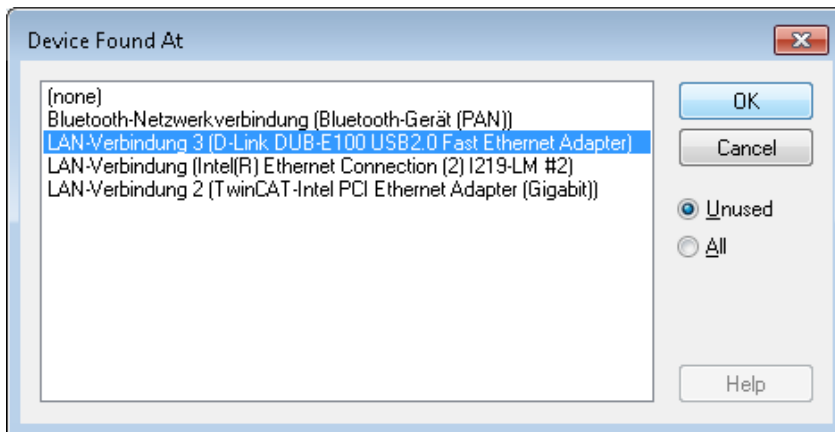 Device Found At
(none)
Bluetooth-Netzwerkverbindung (Bluetooth-Gerät (PAN))
LAN-Verbindung 3 (D-Link DUB-E100 USB2.0 Fast Ethernet Adapter)
LAN-Verbindung (Intel(R) Ethernet Connection (2) I219-LM #2)
LAN-Verbindung 2 (TwinCAT-Intel PCI Ethernet Adapter (Gigabit))
OK
Cancel
Unused
All
Help